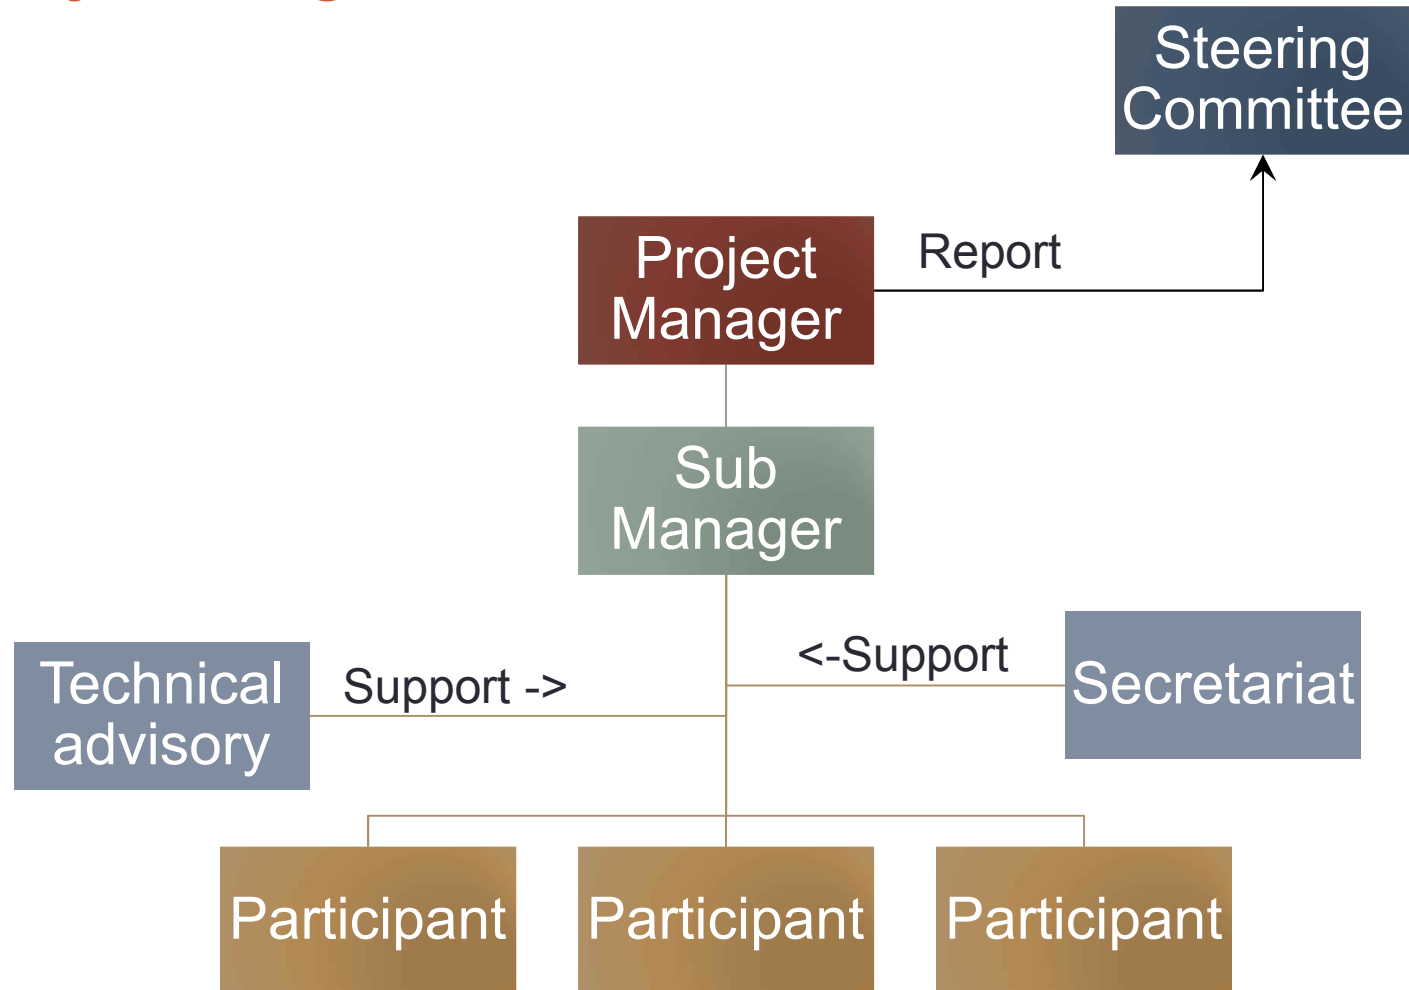 Steering
Committee
Project
Manager
Report
Sub
Manager
Technical
advisory
Support ->
<-Support
Secretariat
Participant
Participant
Participant